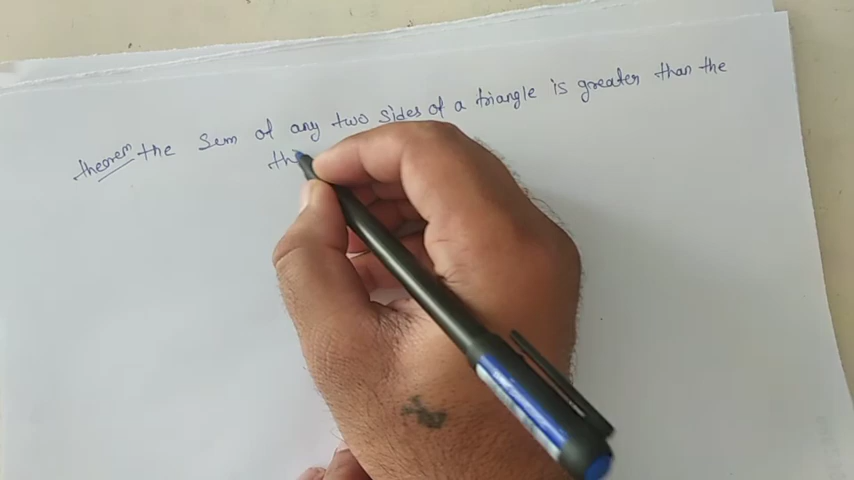 theorem the Sum of any two sides of a triangle is greater than the
th